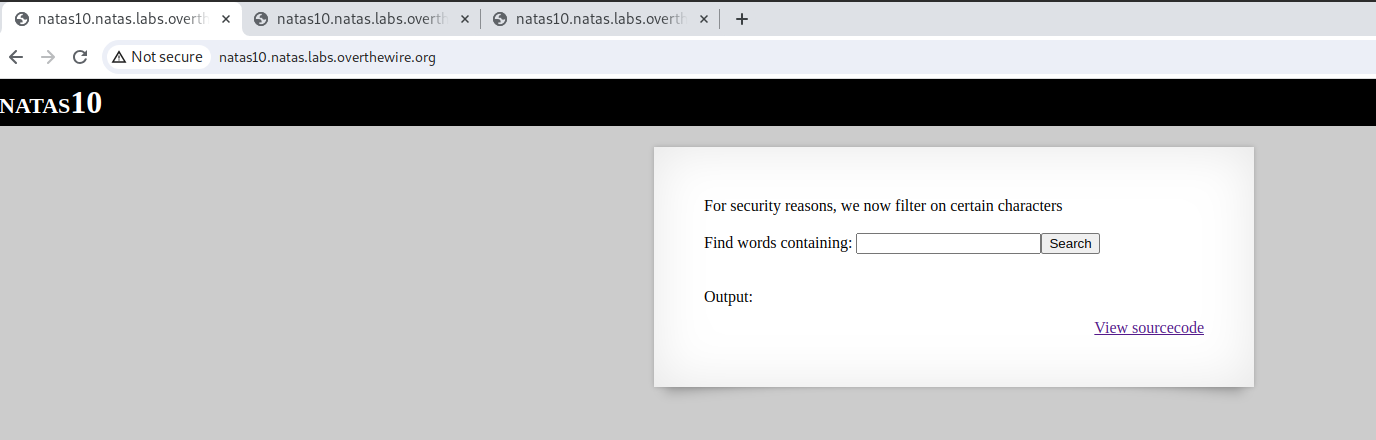 natas10.natas.labs.overth
natas10.natas.labs.overth
natas10.natas.labs.overth
Not secure
natas10.natas.labs.overthewire.org
NATAS10
For security reasons, we now filter on certain characters
Find words containing: Search
Output:
View sourcecode